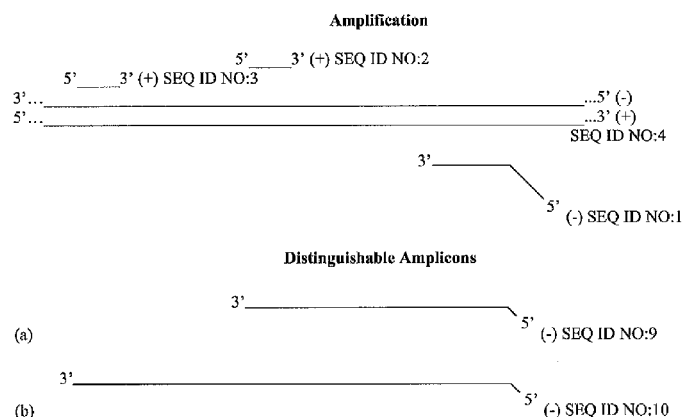 Amplification
5’ 3’ (+) SEQ ID NO:2
5’ 3’ (+) SEQ ID NO:3
3’... ...5’ (-)
5’... ...3’ (+)
SEQ ID NO:4
3’
5’ (-) SEQ ID NO:1
Distinguishable Amplicons
3’
(a) 5’ (-) SEQ ID NO:9
3’
(b) 5’ (-) SEQ ID NO:10